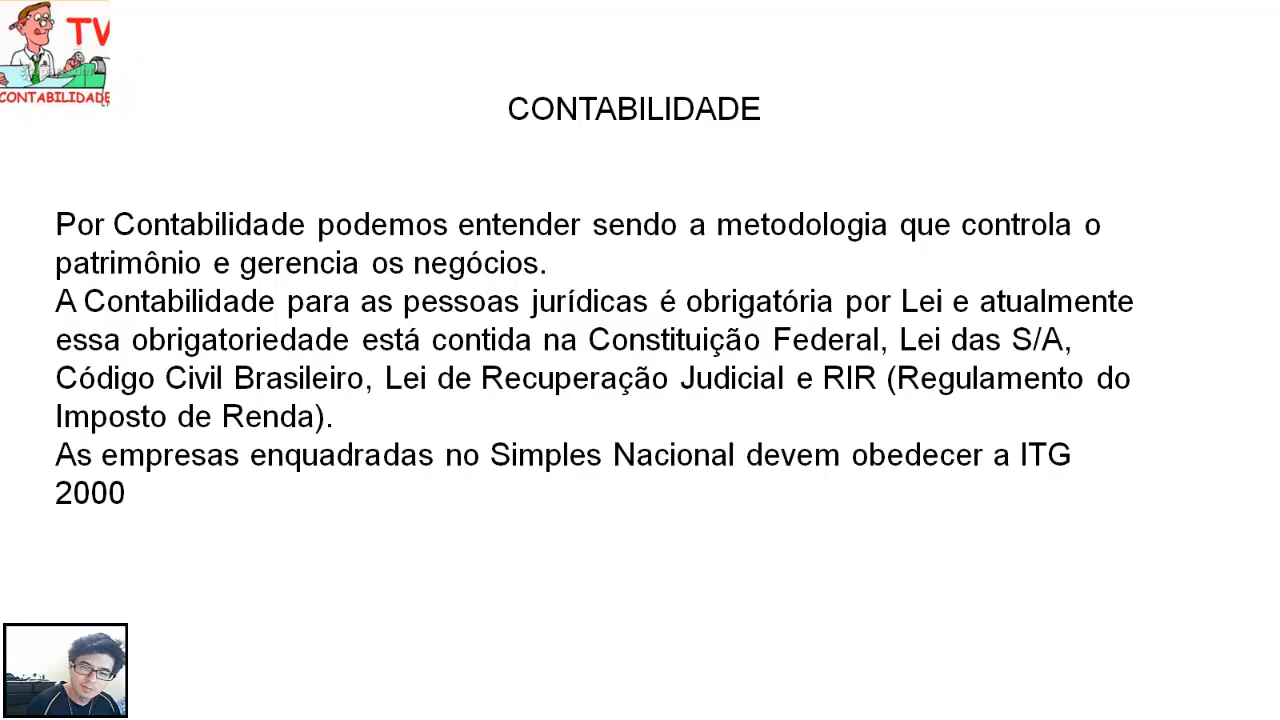 TV
CONTABILIDADE
CONTABILIDADE
Por Contabilidade podemos entender sendo a metodologia que controla o
patrimônio e gerencia os negócios.
A Contabilidade para as pessoas jurídicas é obrigatória por Lei e atualmente
essa obrigatoriedade está contida na Constituição Federal, Lei das S/A,
Código Civil Brasileiro, Lei de Recuperação Judicial e RIR (Regulamento do
Imposto de Renda).
As empresas enquadradas no Simples Nacional devem obedecer a ITG
2000